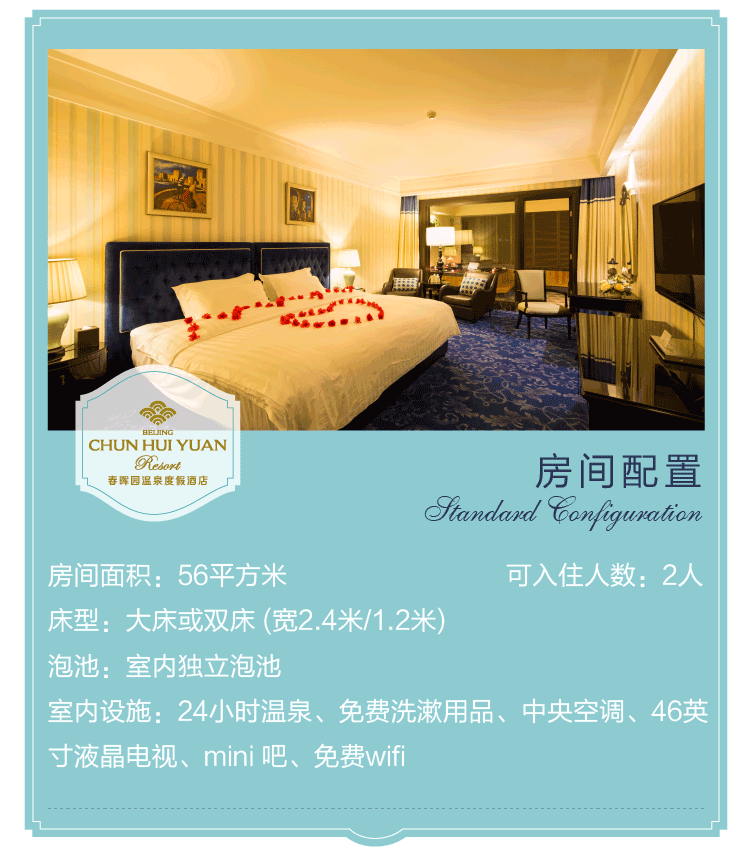 BEIJING
CHUN HUI YUAN
Resort
春晖园温泉度假酒店
房间配置
Standard Configuration
房间面积：56平方米 可入住人数：2人
床型：大床或双床 (宽2.4米/1.2米)
泡池：室内独立泡池
室内设施：24小时温泉、免费洗漱用品、中央空调、46英
寸液晶电视、mini 吧、免费wifi